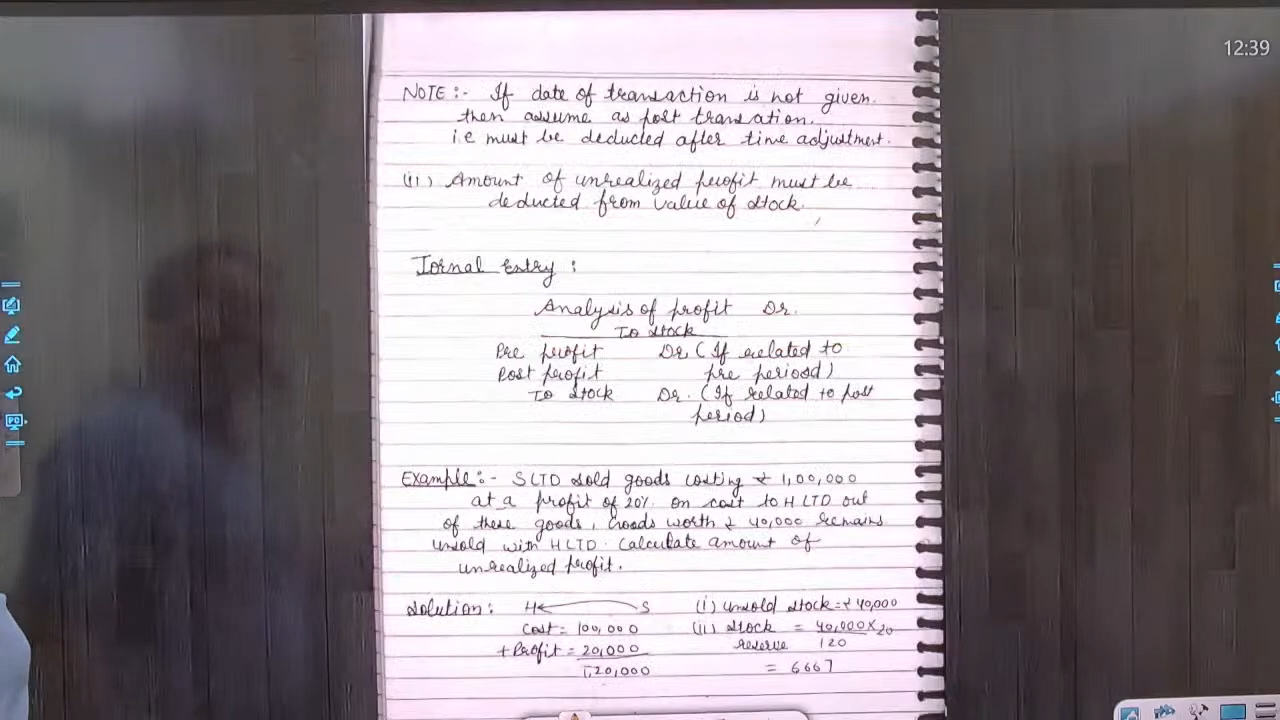 12:39
NOTE :- If date of transaction is not given.
then assume as post transation.
i.e must be deducted after time adjustment.
(ii) Amount of unrealized profit must be
deducted from value of stock.
Jornal Entry :
Analysis of profit Dr.
To stock
Pre profit Dr. (If related to
Post profit pre period)
To stock Dr. (If related to post
period)
Example:- S LTD sold goods costing ₹ 1,00,000
at a profit of 20% on cost to H LTD out
of these goods, Goods worth ₹ 40,000 remains
unsold with H LTD. Calculate amount of
unrealized profit.
Solution: H S (i) unsold stock = ₹ 40,000
Cost = 100,000 (ii) Stock = 40,000 × 20
+ Profit = 20,000 reserve 120
1,20,000 = 6667
PC